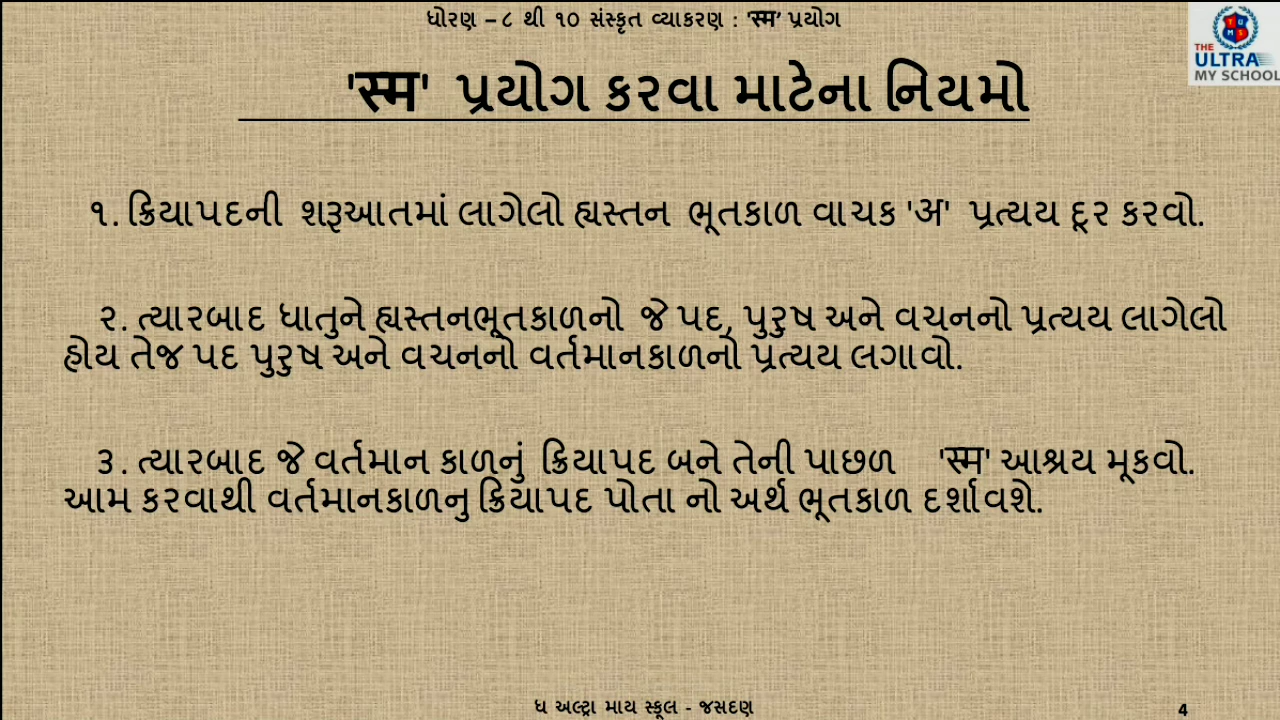 ધોરણ – ૮ થી ૧૦ સંસ્કૃત વ્યાકરણ : 'स्म' પ્રયોગ
THE
ULTRA
MY SCHOOL
T U
M S
'स्म' પ્રયોગ કરવા માટેના નિયમો
૧. ક્રિયાપદની શરૂઆતમાં લાગેલો હ્યસ્તન ભૂતકાળ વાચક 'अ' પ્રત્યય દૂર કરવો.
૨. ત્યારબાદ ધાતુને હ્યસ્તનભૂતકાળનો જે પદ, પુરુષ અને વચનનો પ્રત્યય લાગેલો
હોય તેજ પદ પુરુષ અને વચનનો વર્તમાનકાળનો પ્રત્યય લગાવો.
૩. ત્યારબાદ જે વર્તમાન કાળનું ક્રિયાપદ બને તેની પાછળ 'स्म' આશ્રય મૂકવો.
આમ કરવાથી વર્તમાનકાળનુ ક્રિયાપદ પોતા નો અર્થ ભૂતકાળ દર્શાવશે.
ધ અલ્ટ્રા માય સ્કૂલ - જસદણ
4